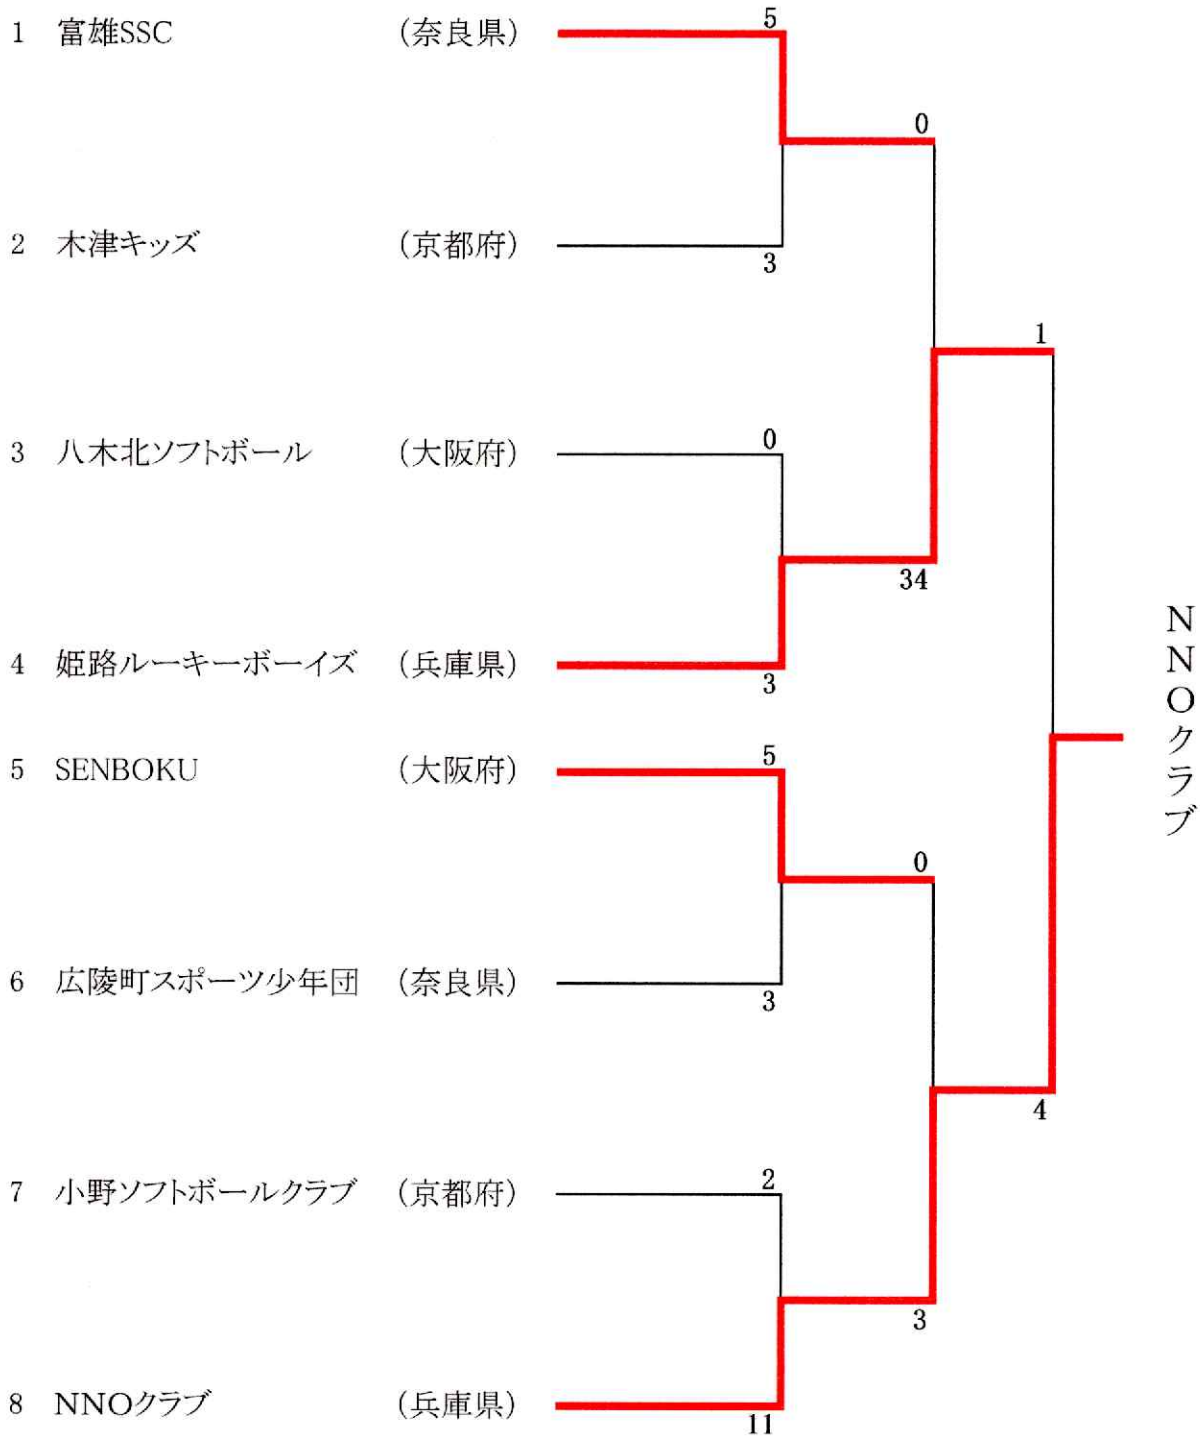 5
1 富雄SSC (奈良県)
0
2 木津キッズ (京都府)
3
1
0
3 八木北ソフトボール (大阪府)
34
4 姫路ルーキーボーイズ (兵庫県)
3
NNOクラブ
5
5 SENBOKU (大阪府)
0
6 広陵町スポーツ少年団 (奈良県)
3
4
2
7 小野ソフトボールクラブ (京都府)
3
8 NNOクラブ (兵庫県)
11